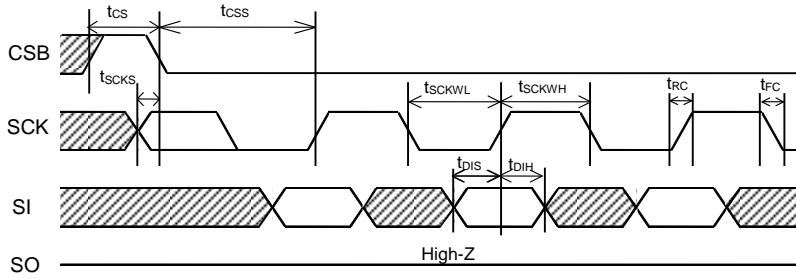 tCS tCSS
CSB
tSCKS tSCKWL tSCKWH tRC tFC
SCK
tDIS tDIH
SI
High-Z
SO